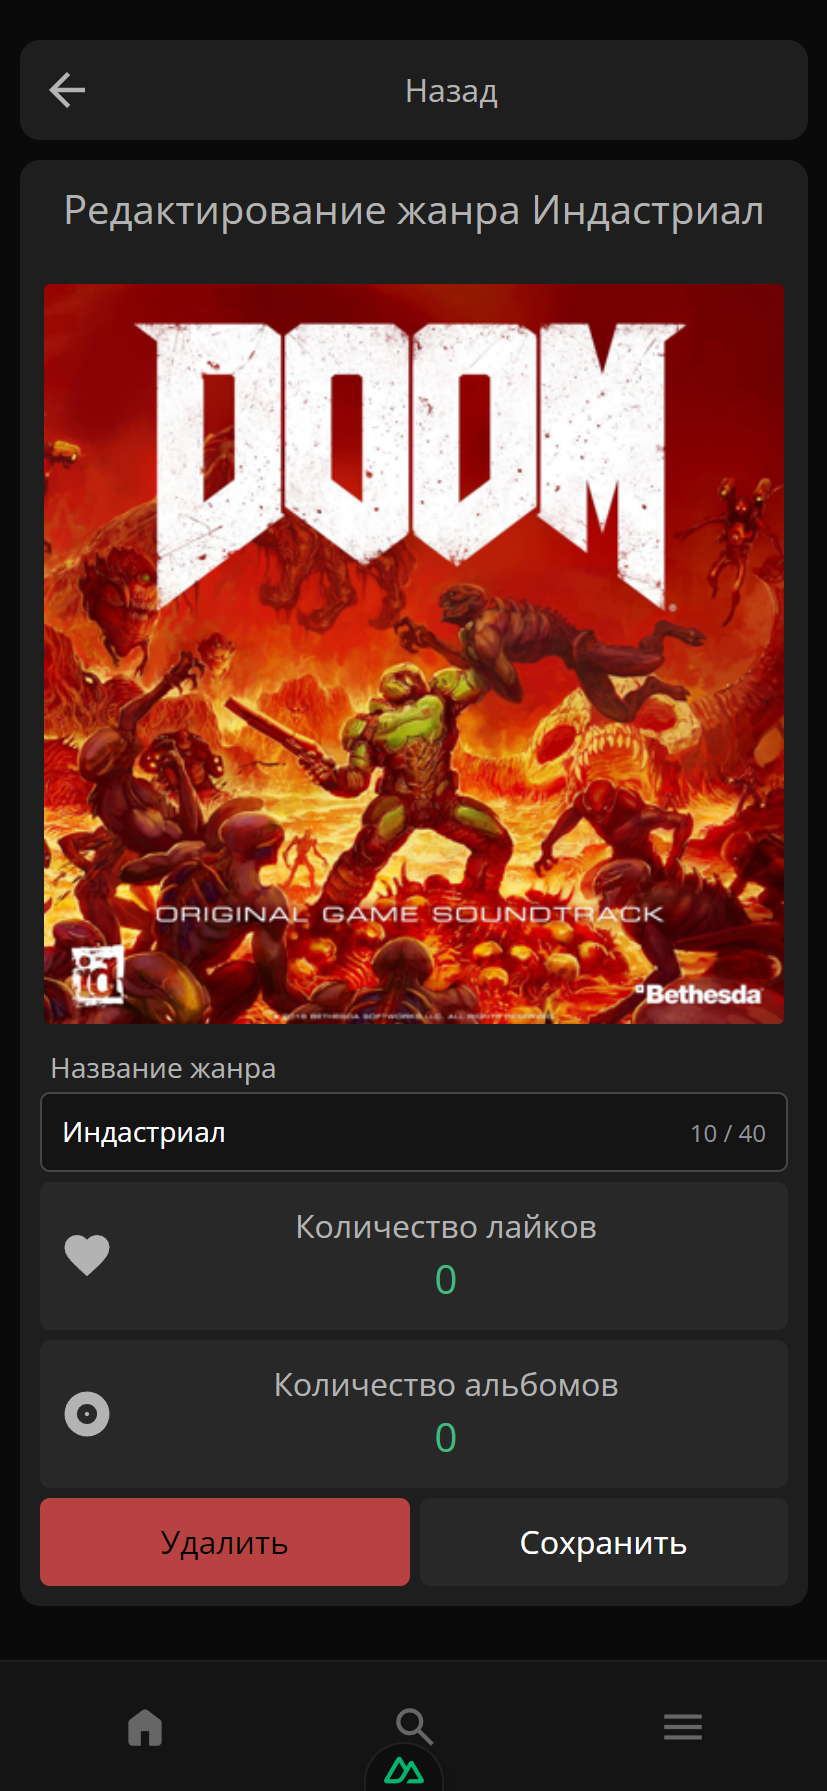 Назад
Редактирование жанра Индастриал
DOOM
ORIGINAL GAME SOUNDTRACK
id
Bethesda
Название жанра
Индастриал 10 / 40
Количество лайков
0
Количество альбомов
0
Удалить Сохранить